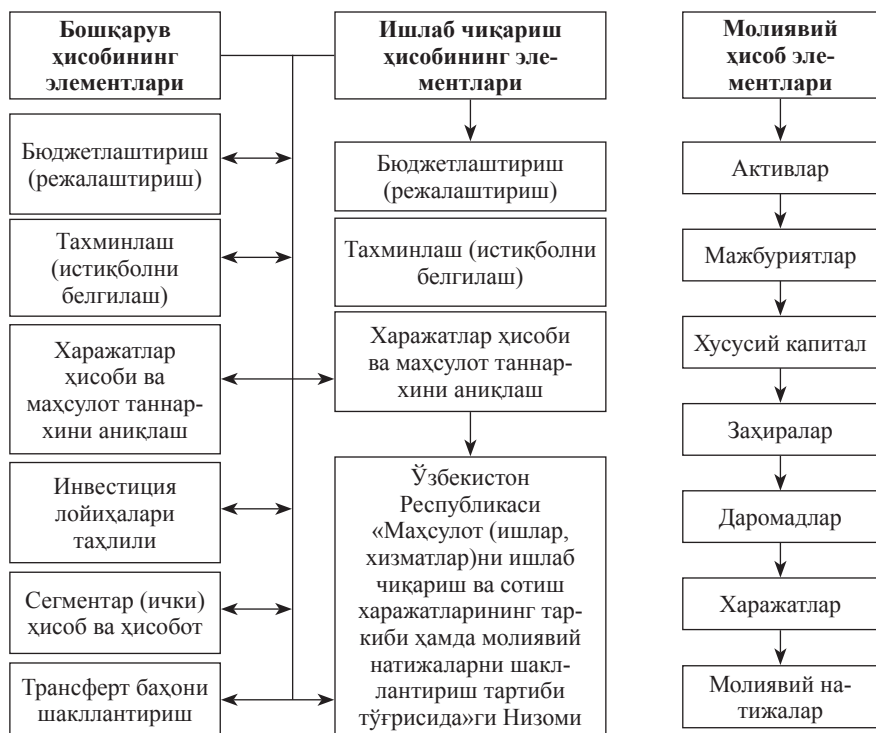 Бошқарув
ҳисобининг
элементлари
Бюджетлаштириш
(режалаштириш)
Тахминлаш
(истиқболни
белгилаш)
Харажатлар
ҳисоби ва
маҳсулот таннар-
хини аниқлаш
Инвестиция
лойиҳалари
таҳлили
Сегментар (ички)
ҳисоб ва ҳисобот
Трансферт баҳони
шакллантириш
Ишлаб чиқариш
ҳисобининг эле-
ментлари
Бюджетлаштириш
(режалаштириш)
Тахминлаш (истиқболни
белгилаш)
Харажатлар ҳисоби
ва маҳсулот таннар-
хини аниқлаш
Ўзбекистон
Республикаси
«Маҳсулот (ишлар,
хизматлар)ни ишлаб
чиқариш ва сотиш
харажатларининг тар-
киби ҳамда молиявий
натижаларни шакл-
лантириш тартиби
тўғрисида»ги Низоми
Молиявий
ҳисоб эле-
ментлари
Активлар
Мажбуриятлар
Хусусий капитал
Заҳиралар
Даромадлар
Харажатлар
Молиявий на-
тижалар